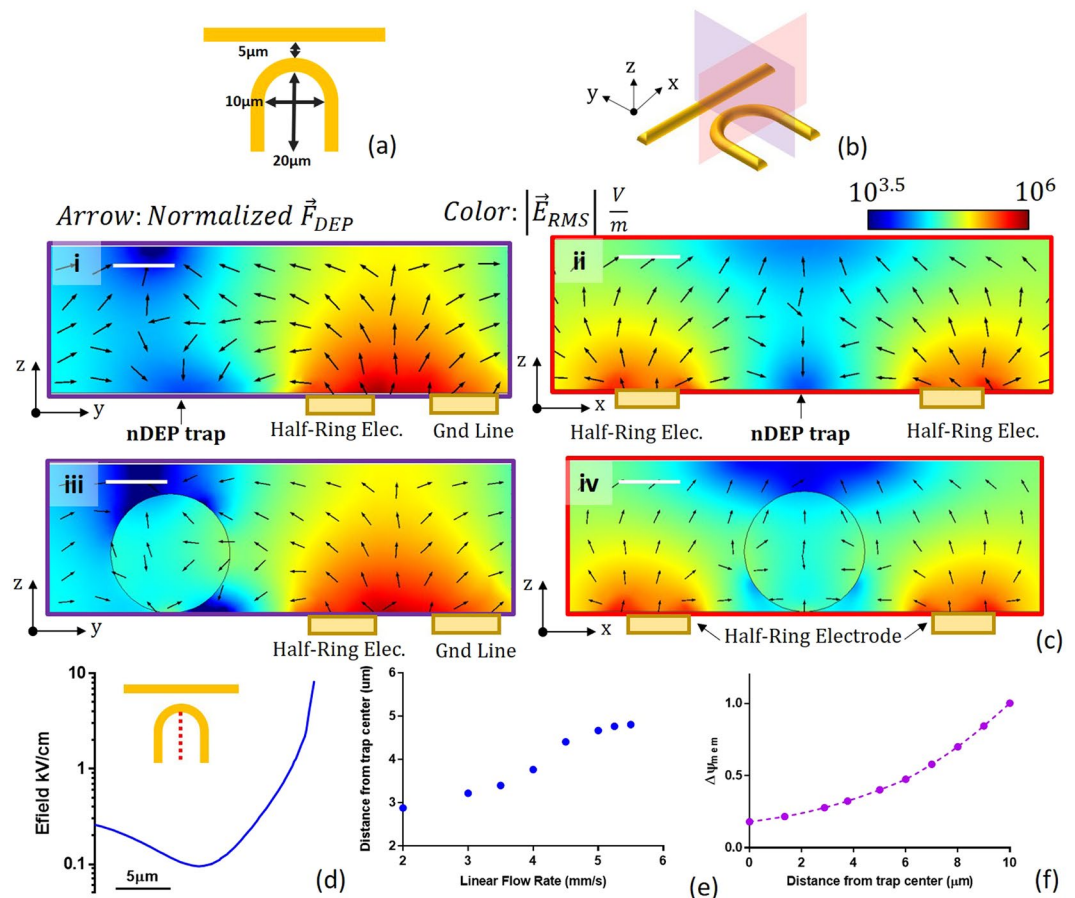 5µm
10µm
20µm
(a)
z
y
x
(b)
Arrow: Normalized F⃗DEP
Color: |E⃗RMS| V/m
10^3.5
10^6
i
z
y
nDEP trap
Half-Ring Elec.
Gnd Line
ii
z
x
Half-Ring Elec.
nDEP trap
Half-Ring Elec.
iii
z
y
Half-Ring Elec.
Gnd Line
iv
z
x
Half-Ring Electrode
(c)
Efield kV/cm
10
1
0.1
5µm
(d)
Distance from trap center (um)
6
5
4
3
2
1
2
3
4
5
6
Linear Flow Rate (mm/s)
(e)
Δψmem
1.0
0.5
0.0
0
2
4
6
8
10
Distance from trap center (µm)
(f)